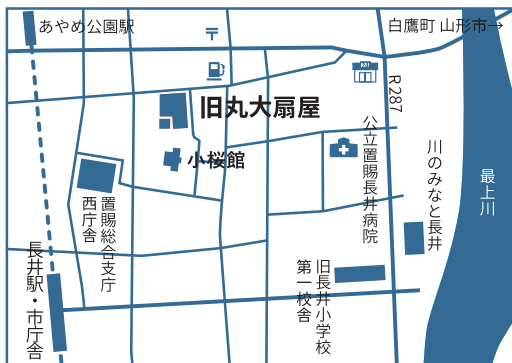 あやめ公園駅
白鷹町 山形市→
〒
R287
旧丸大扇屋
公立置賜長井病院
小桜館
川のみなと長井
最上川
置賜総合支庁
西庁舎
長井駅・市庁舎
旧長井小学校
第一校舎